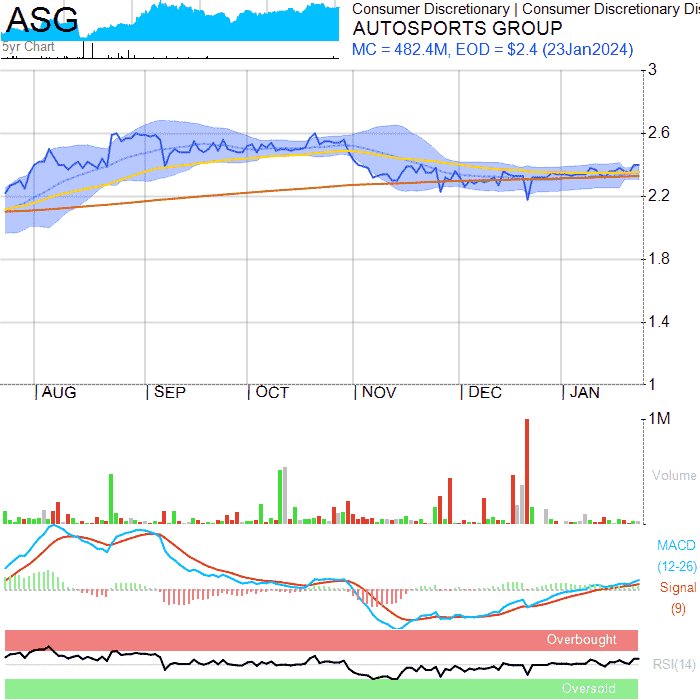 ASG
5yr Chart
Consumer Discretionary | Consumer Discretionary Dis
AUTOSPORTS GROUP
MC = 482.4M, EOD = $2.4 (23Jan2024)
3
2.6
2.2
1.8
1.4
1
AUG SEP OCT NOV DEC JAN
1M
Volume
MACD
(12-26)
Signal
(9)
Overbought
RSI(14)
Oversold